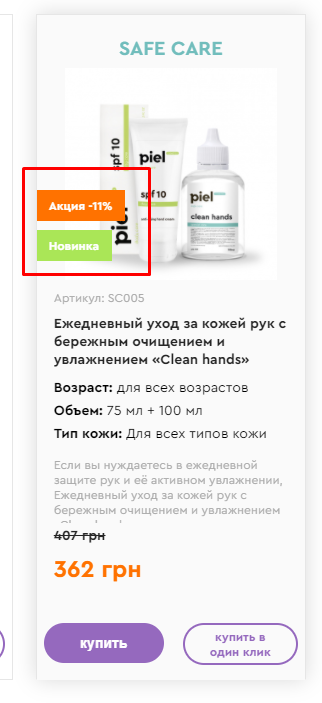 SAFE CARE
spf 10
piel
spf 10
piel
clean hands
Акция -11%
Новинка
Артикул: SC005
Ежедневный уход за кожей рук с
бережным очищением и
увлажнением «Clean hands»
Возраст: для всех возрастов
Объем: 75 мл + 100 мл
Тип кожи: Для всех типов кожи
Если вы нуждаетесь в ежедневной
защите рук и её активном увлажнении,
Ежедневный уход за кожей рук с
бережным очищением и увлажнением
407 грн
362 грн
купить
купить в
один клик